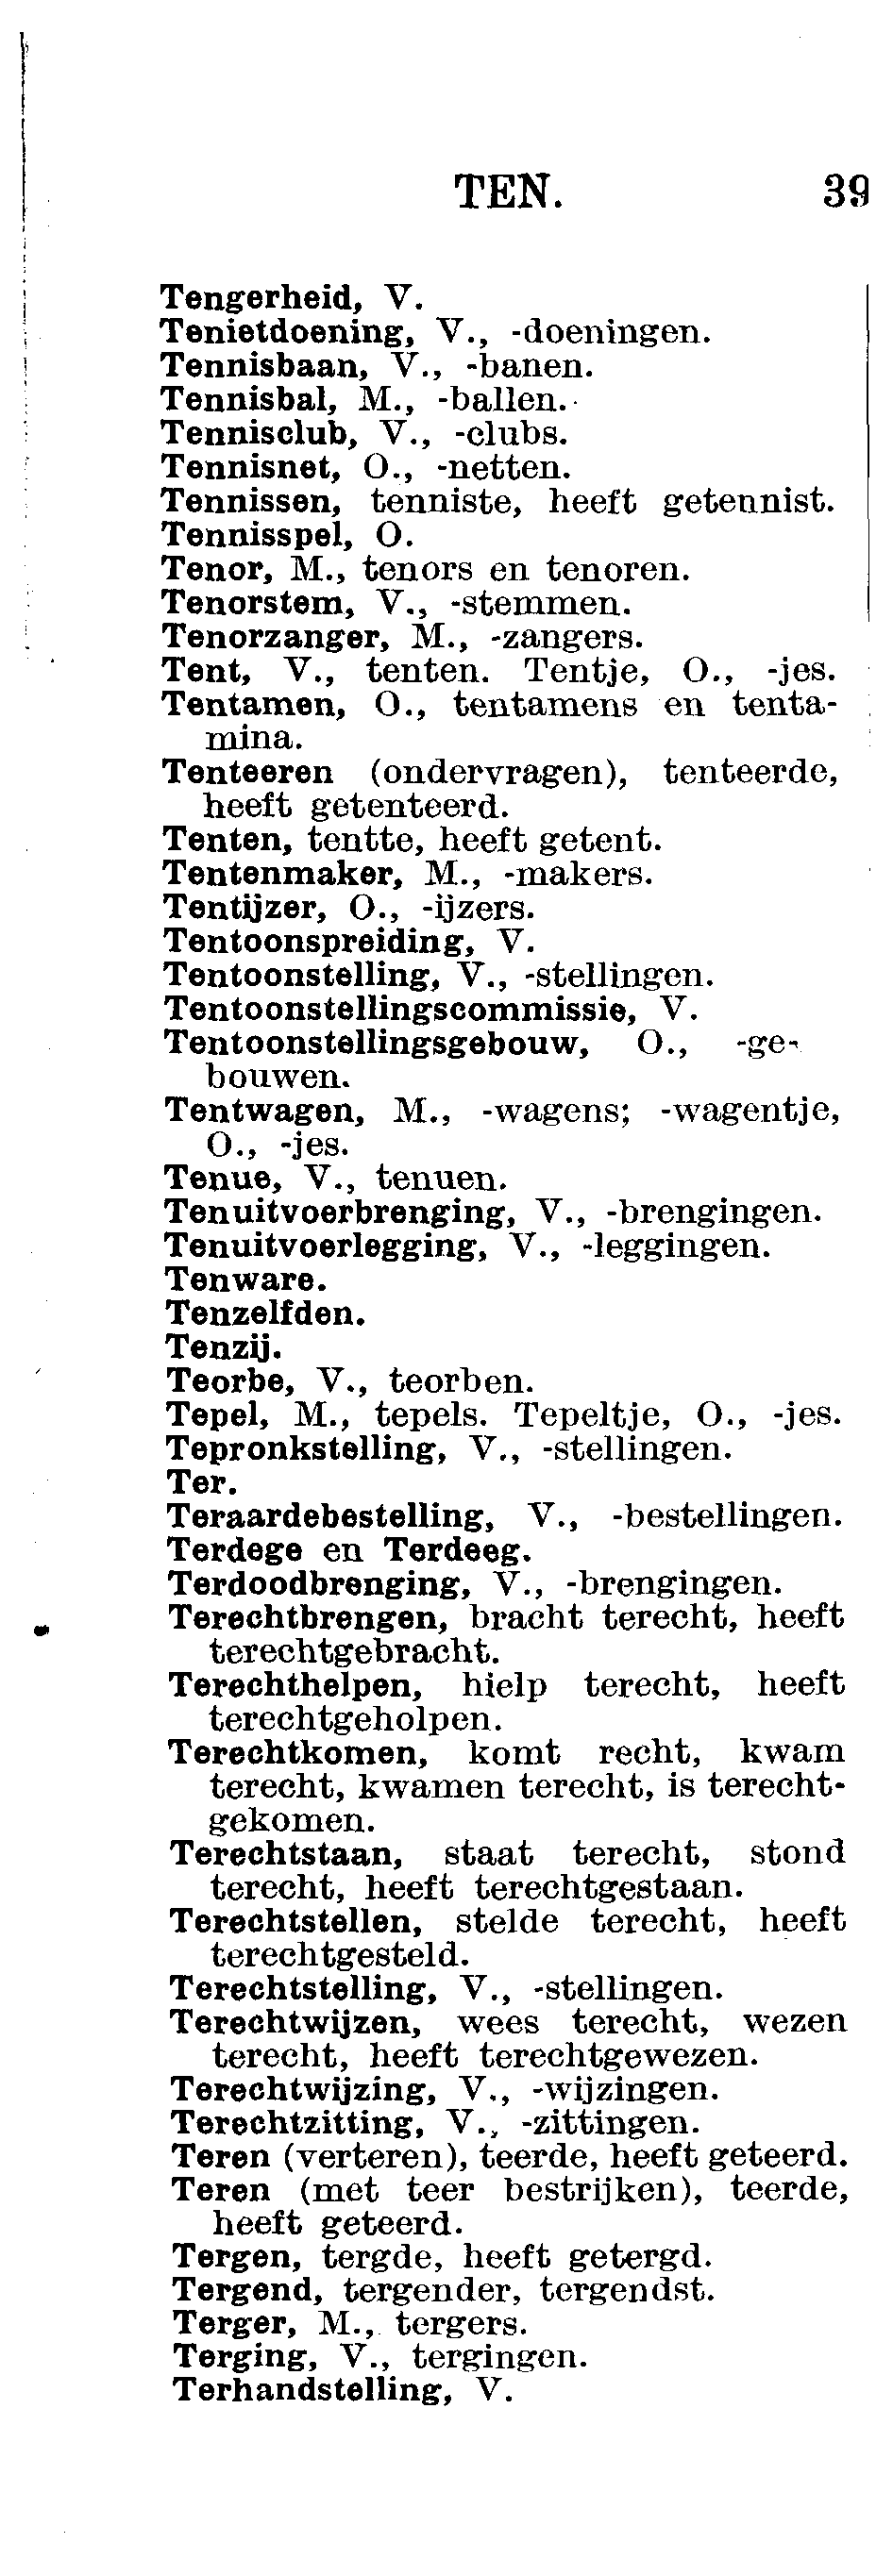 TEN. 39
Tengerheid, V.
Tenietdoening, V., -doeningen.
Tennisbaan, V., -banen.
Tennisbal, M., -ballen.
Tennisclub, V., -clubs.
Tennisnet, O., -netten.
Tennissen, tenniste, heeft getennist.
Tennisspel, O.
Tenor, M., tenors en tenoren.
Tenorstem, V., -stemmen.
Tenorzanger, M., -zangers.
Tent, V., tenten. Tentje, O., -jes.
Tentamen, O., tentamens en tenta-
mina.
Tenteeren (ondervragen), tenteerde,
heeft getenteerd.
Tenten, tentte, heeft getent.
Tentenmaker, M., -makers.
Tentijzer, O., -ijzers.
Tentoonspreiding, V.
Tentoonstelling, V., -stellingen.
Tentoonstellingscommissie, V.
Tentoonstellingsgebouw, O., -ge-
bouwen.
Tentwagen, M., -wagens; -wagentje,
O., -jes.
Tenue, V., tenuen.
Tenuitvoerbrenging, V., -brengingen.
Tenuitvoerlegging, V., -leggingen.
Tenware.
Tenzelfden.
Tenzij.
Teorbe, V., teorben.
Tepel, M., tepels. Tepeltje, O., -jes.
Tepronkstelling, V., -stellingen.
Ter.
Teraardebestelling, V., -bestellingen.
Terdege en Terdeeg.
Terdoodbrenging, V., -brengingen.
Terechtbrengen, bracht terecht, heeft
terechtgebracht.
Terechthelpen, hielp terecht, heeft
terechtgeholpen.
Terechtkomen, komt recht, kwam
terecht, kwamen terecht, is terecht-
gekomen.
Terechtstaan, staat terecht, stond
terecht, heeft terechtgestaan.
Terechtstellen, stelde terecht, heeft
terechtgesteld.
Terechtstelling, V., -stellingen.
Terechtwijzen, wees terecht, wezen
terecht, heeft terechtgewezen.
Terechtwijzing, V., -wijzingen.
Terechtzitting, V., -zittingen.
Teren (verteren), teerde, heeft geteerd.
Teren (met teer bestrijken), teerde,
heeft geteerd.
Tergen, tergde, heeft getergd.
Tergend, tergender, tergendst.
Terger, M., tergers.
Terging, V., tergingen.
Terhandstelling, V.